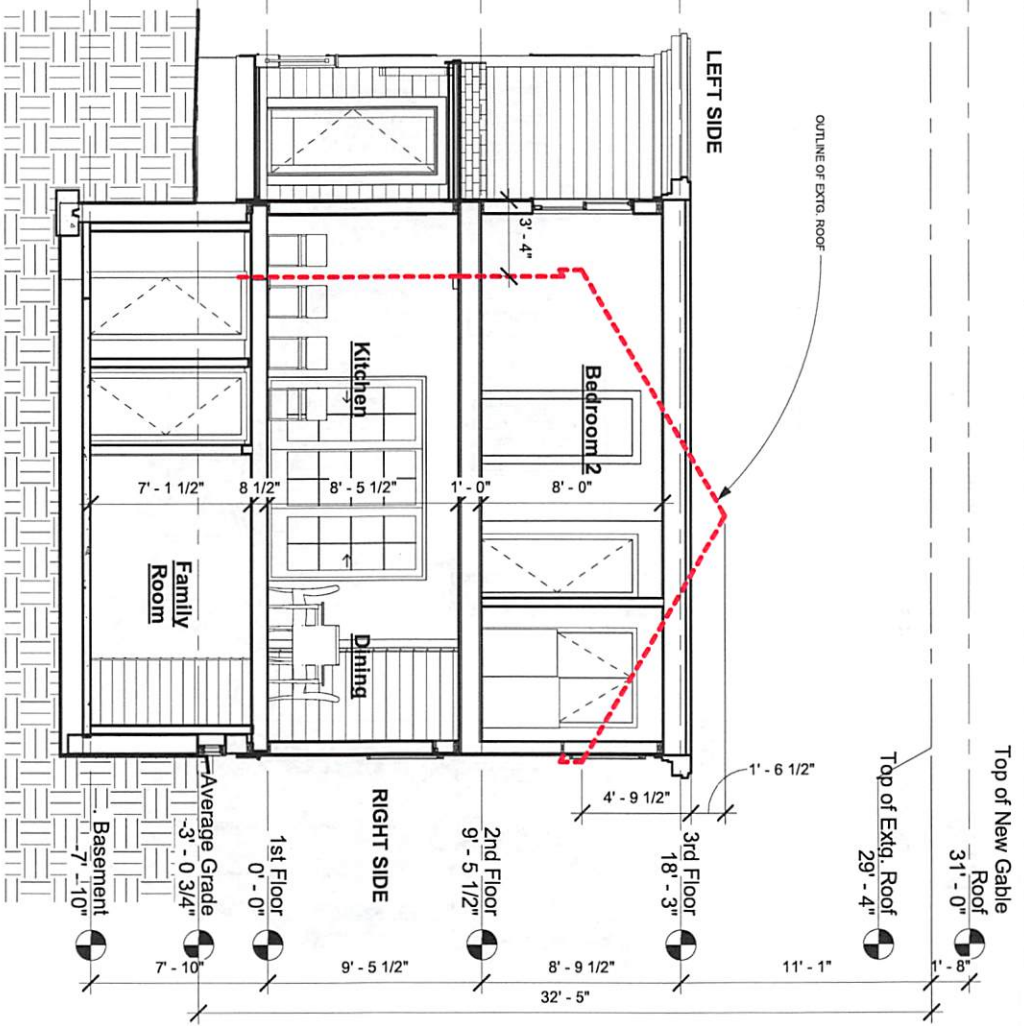 Top of New Gable
Roof
31' - 0"
Top of Extg. Roof
29' - 4"
3rd Floor
18' - 3"
2nd Floor
9' - 5 1/2"
1st Floor
0' - 0"
Average Grade
-3' - 0 3/4"
Basement
-7' - 10"
1' - 8"
11' - 1"
8' - 9 1/2"
9' - 5 1/2"
7' - 10"
32' - 5"
LEFT SIDE
OUTLINE OF EXTG. ROOF
3' - 4"
Bedroom 2
8' - 0"
1' - 0"
Kitchen
8' - 5 1/2"
Dining
8 1/2"
7' - 1 1/2"
Family
Room
RIGHT SIDE
1' - 6 1/2"
4' - 9 1/2"